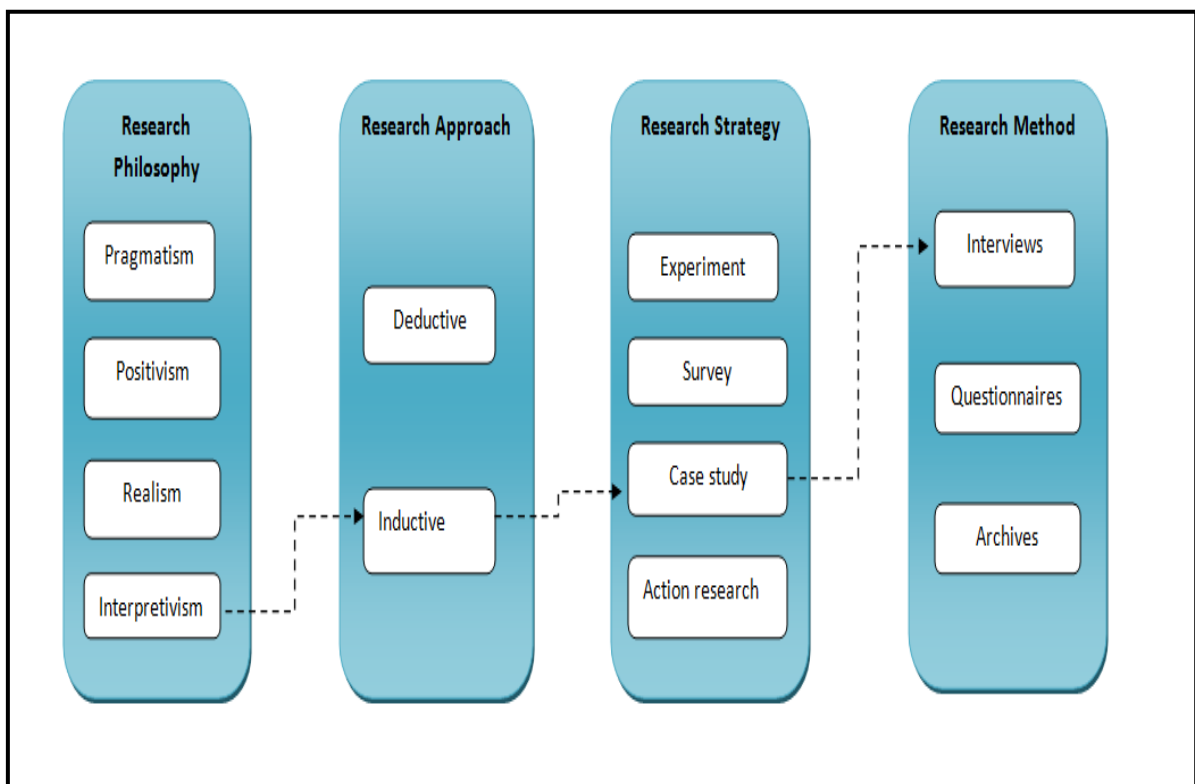 Research
Philosophy
Pragmatism
Positivism
Realism
Interpretivism
Research Approach
Deductive
Inductive
Research Strategy
Experiment
Survey
Case study
Action research
Research Method
Interviews
Questionnaires
Archives